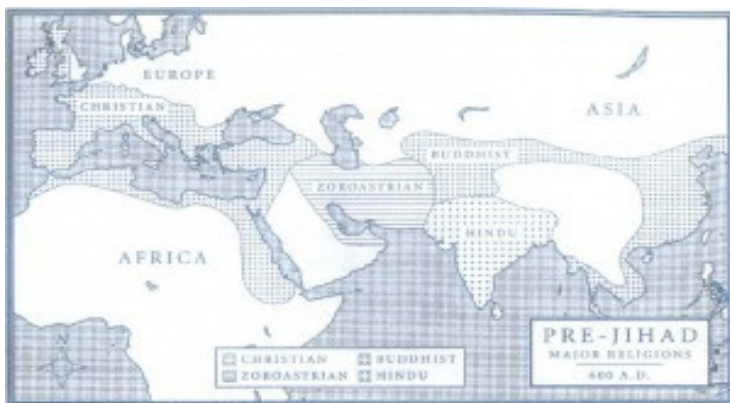 EUROPE
CHRISTIAN
ASIA
BUDDHIST
ZOROASTRIAN
HINDU
AFRICA
N
CHRISTIAN BUDDHIST
ZOROASTRIAN HINDU
PRE-JIHAD
MAJOR RELIGIONS
600 A.D.